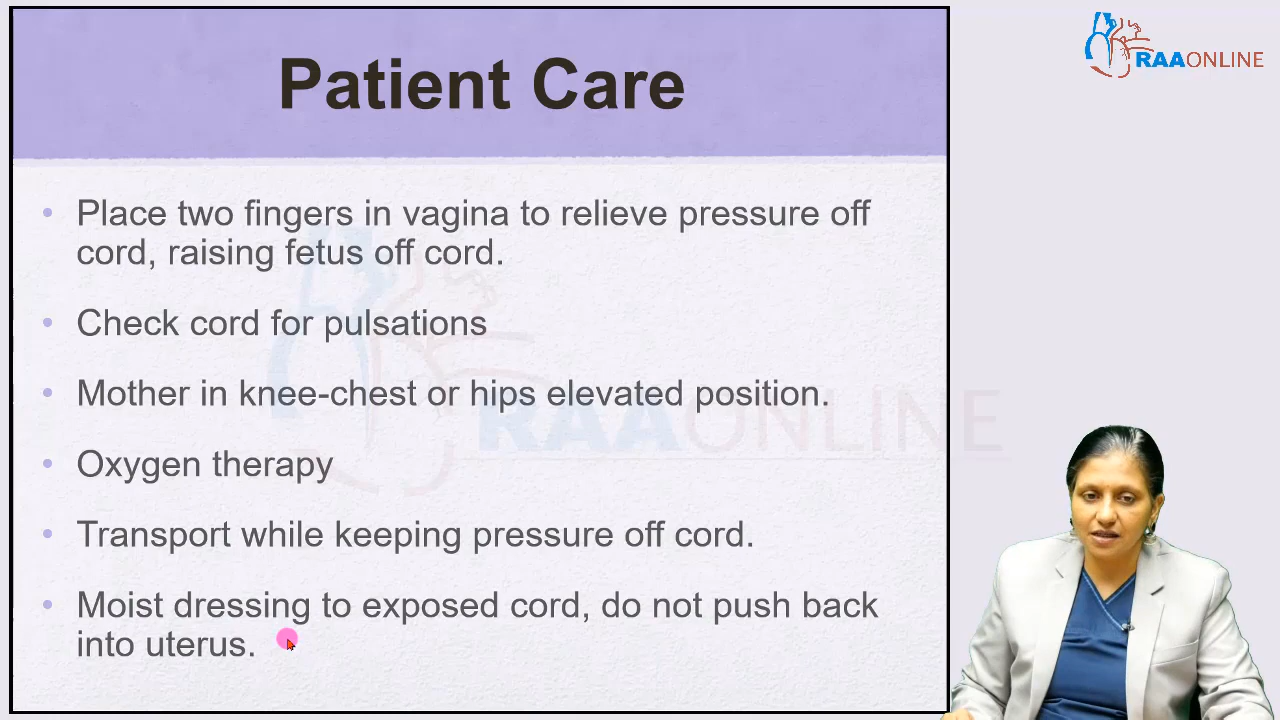 Patient Care
RAAONLINE
• Place two fingers in vagina to relieve pressure off
cord, raising fetus off cord.
• Check cord for pulsations
• Mother in knee-chest or hips elevated position.
RAAONLINE
• Oxygen therapy
• Transport while keeping pressure off cord.
• Moist dressing to exposed cord, do not push back
into uterus.